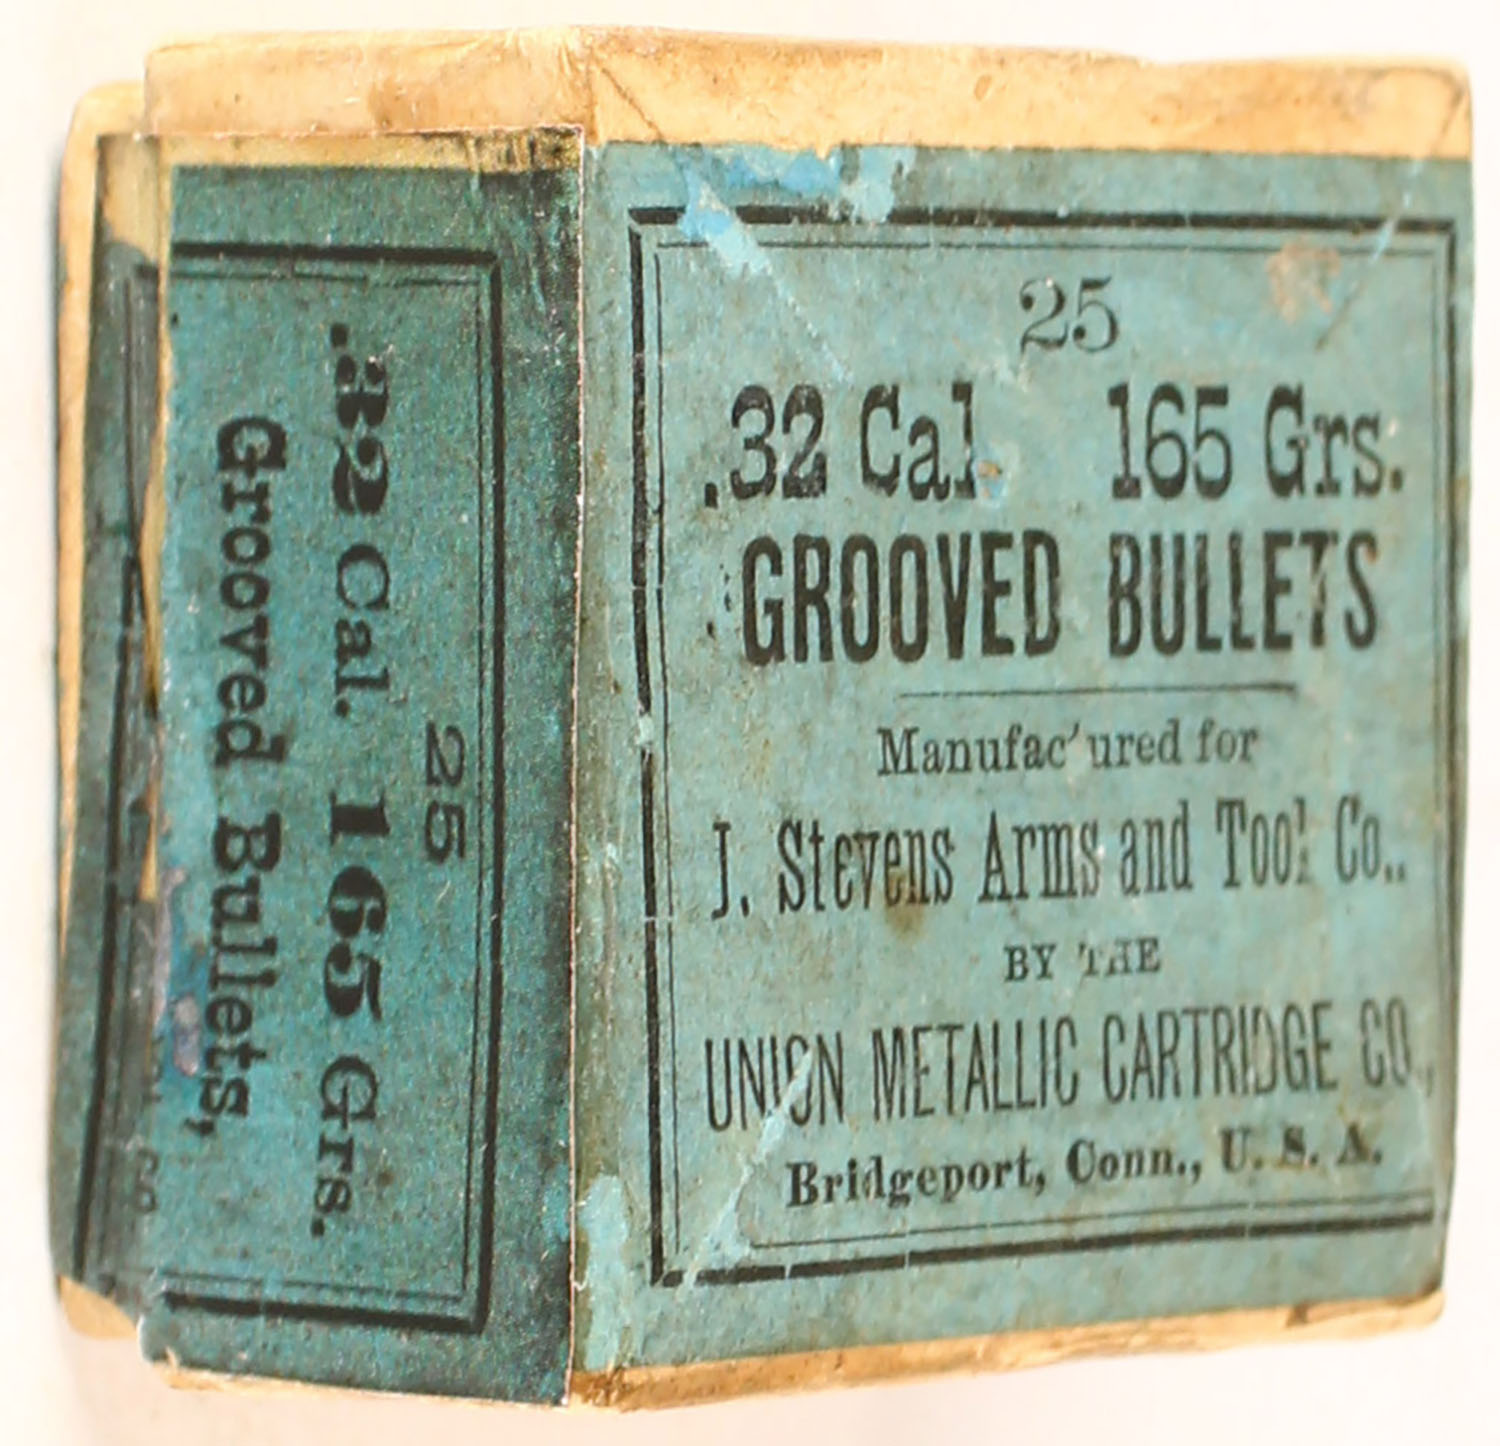 25
.32 Cal. 165 Grs.
GROOVED BULLETS
Manufac'ured for
J. Stevens Arms and Tool Co..
BY THE
UNION METALLIC CARTRIDGE CO.,
Bridgeport, Conn., U. S. A.
25
.32 Cal. 165 Grs.
Grooved Bullets,